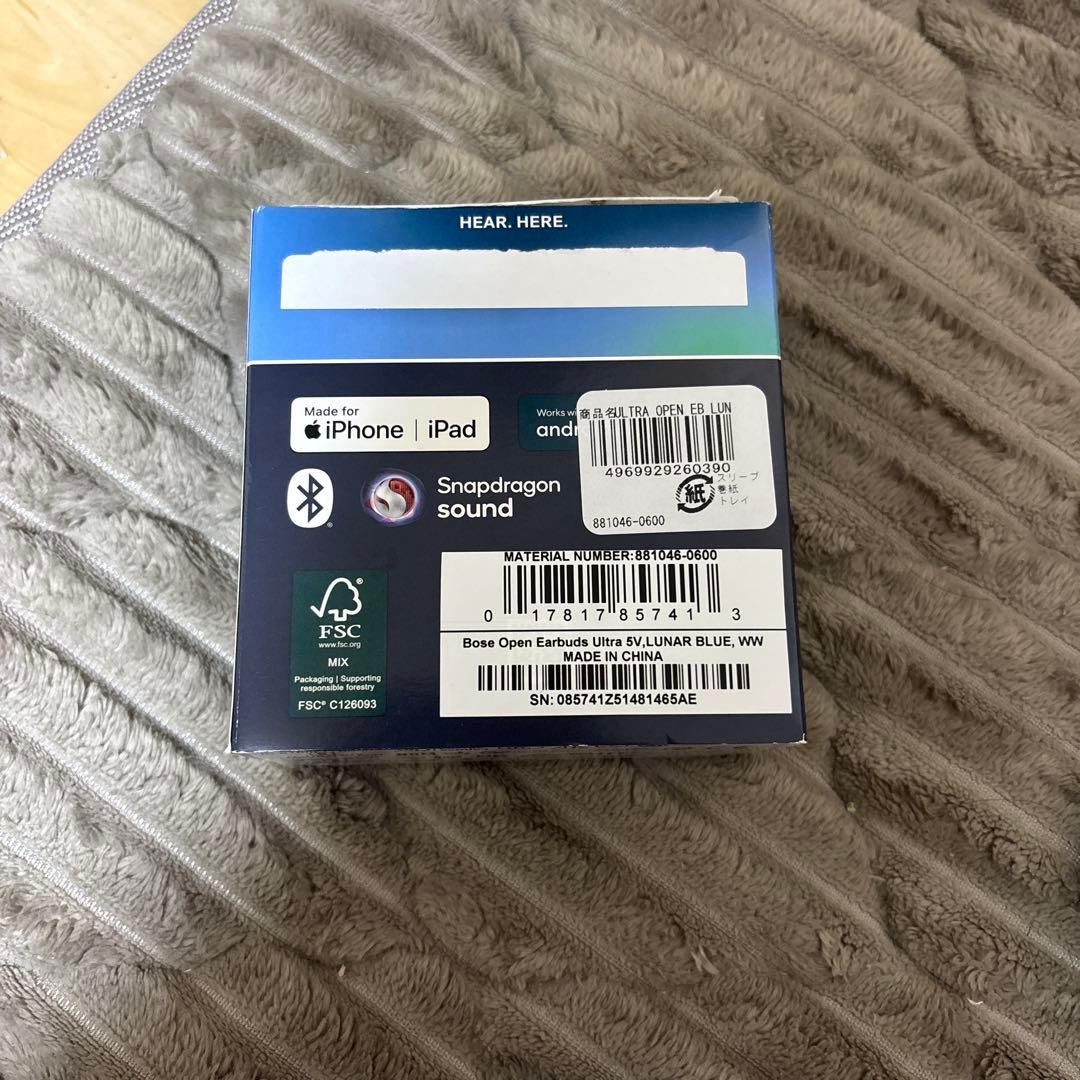 HEAR. HERE.
Made for
iPhone | iPad
Works
andr
商品名ULTRA OPEN EB LUN
4969929260390
紙
スリーブ
巻紙
トレイ
881046-0600
Snapdragon
sound
MATERIAL NUMBER:881046-0600
0 17817 85741 3
Bose Open Earbuds Ultra 5V,LUNAR BLUE, WW
MADE IN CHINA
SN: 085741Z51481465AE
FSC
www.fsc.org
MIX
Packaging | Supporting
responsible forestry
FSC® C126093